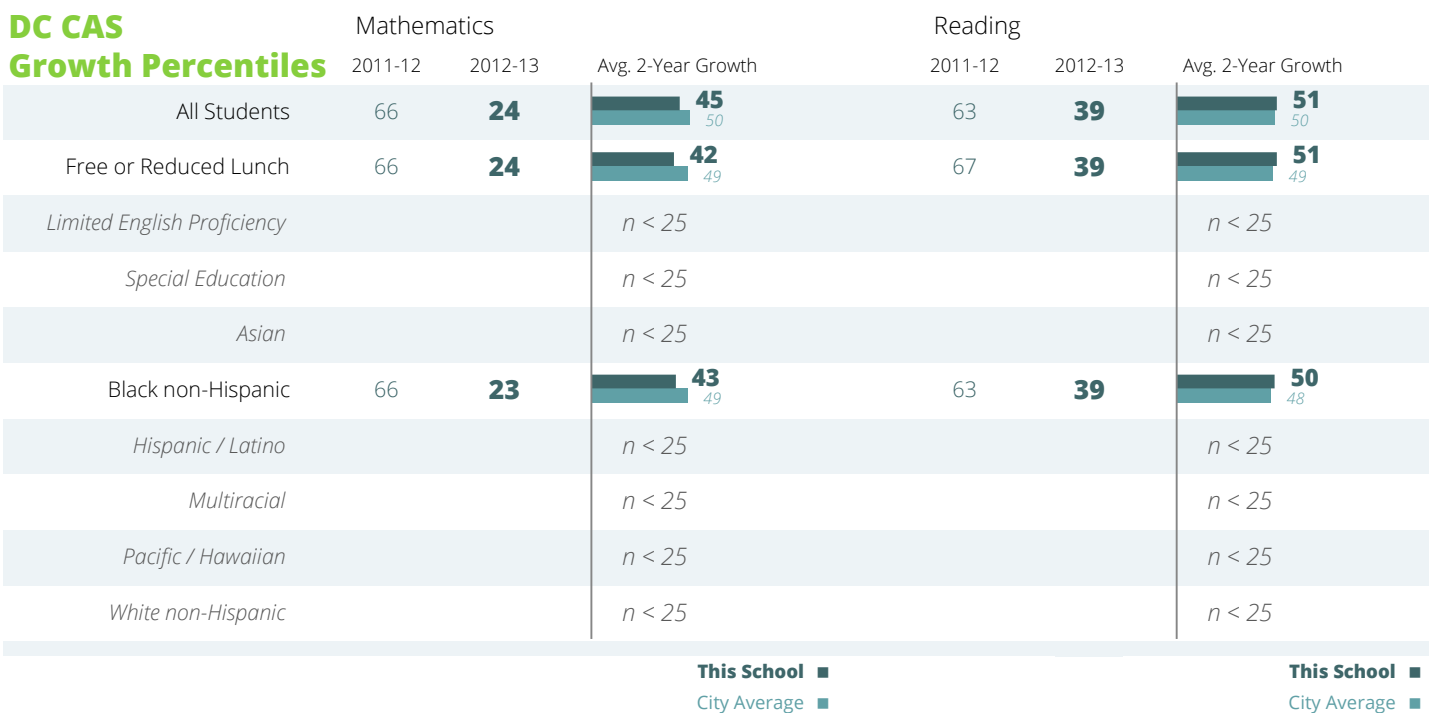 DC CAS
Growth Percentiles
Mathematics
Reading
2011-12 2012-13 Avg. 2-Year Growth 2011-12 2012-13 Avg. 2-Year Growth
All Students 66 24 45 50 63 39 51 50
Free or Reduced Lunch 66 24 42 49 67 39 51 49
Limited English Proficiency n < 25 n < 25
Special Education n < 25 n < 25
Asian n < 25 n < 25
Black non-Hispanic 66 23 43 49 63 39 50 48
Hispanic / Latino n < 25 n < 25
Multiracial n < 25 n < 25
Pacific / Hawaiian n < 25 n < 25
White non-Hispanic n < 25 n < 25
This School This School
City Average City Average